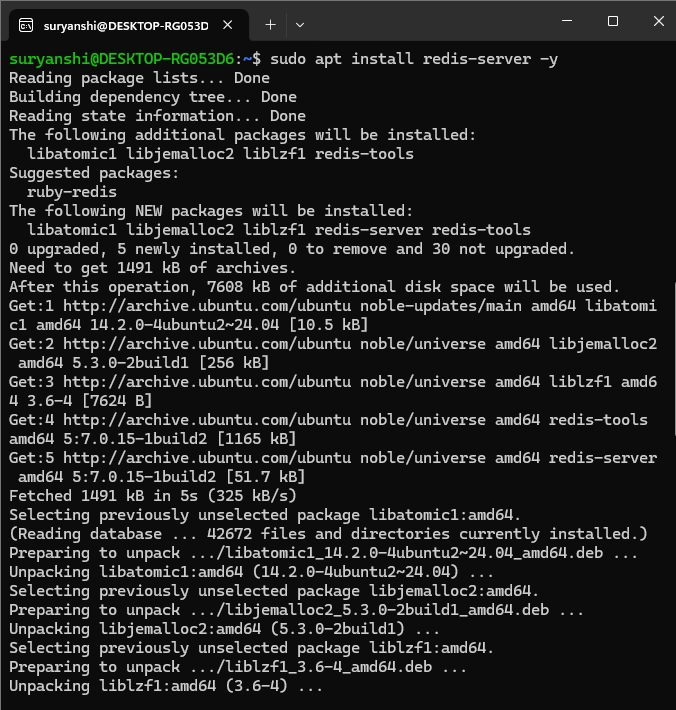 suryanshi@DESKTOP-RG053D
suryanshi@DESKTOP-RG053D6:~$ sudo apt install redis-server -y
Reading package lists... Done
Building dependency tree... Done
Reading state information... Done
The following additional packages will be installed:
  libatomic1 libjemalloc2 liblzf1 redis-tools
Suggested packages:
  ruby-redis
The following NEW packages will be installed:
  libatomic1 libjemalloc2 liblzf1 redis-server redis-tools
0 upgraded, 5 newly installed, 0 to remove and 30 not upgraded.
Need to get 1491 kB of archives.
After this operation, 7608 kB of additional disk space will be used.
Get:1 http://archive.ubuntu.com/ubuntu noble-updates/main amd64 libatomi
c1 amd64 14.2.0-4ubuntu2~24.04 [10.5 kB]
Get:2 http://archive.ubuntu.com/ubuntu noble/universe amd64 libjemalloc2
 amd64 5.3.0-2build1 [256 kB]
Get:3 http://archive.ubuntu.com/ubuntu noble/universe amd64 liblzf1 amd6
4 3.6-4 [7624 B]
Get:4 http://archive.ubuntu.com/ubuntu noble/universe amd64 redis-tools
amd64 5:7.0.15-1build2 [1165 kB]
Get:5 http://archive.ubuntu.com/ubuntu noble/universe amd64 redis-server
 amd64 5:7.0.15-1build2 [51.7 kB]
Fetched 1491 kB in 5s (325 kB/s)
Selecting previously unselected package libatomic1:amd64.
(Reading database ... 42672 files and directories currently installed.)
Preparing to unpack .../libatomic1_14.2.0-4ubuntu2~24.04_amd64.deb ...
Unpacking libatomic1:amd64 (14.2.0-4ubuntu2~24.04) ...
Selecting previously unselected package libjemalloc2:amd64.
Preparing to unpack .../libjemalloc2_5.3.0-2build1_amd64.deb ...
Unpacking libjemalloc2:amd64 (5.3.0-2build1) ...
Selecting previously unselected package liblzf1:amd64.
Preparing to unpack .../liblzf1_3.6-4_amd64.deb ...
Unpacking liblzf1:amd64 (3.6-4) ...